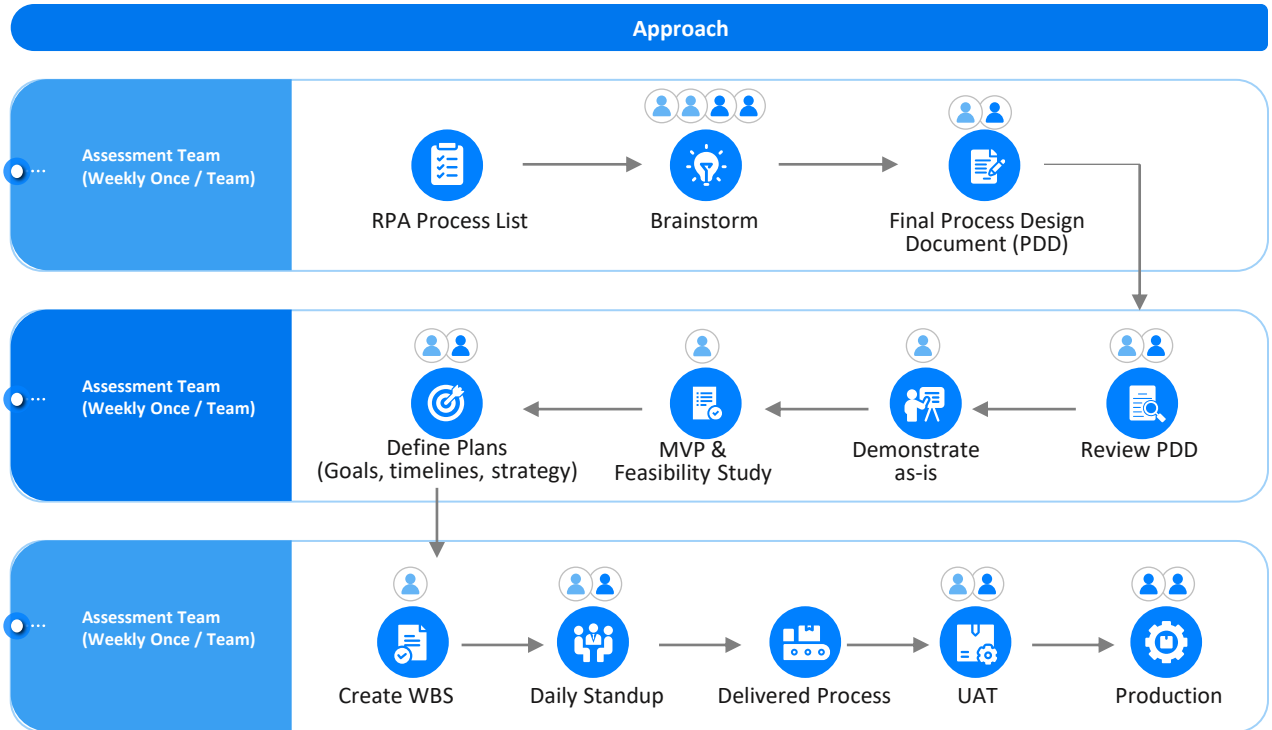 Approach
Assessment Team
(Weekly Once / Team)
RPA Process List
Brainstorm
Final Process Design
Document (PDD)
Assessment Team
(Weekly Once / Team)
Define Plans
(Goals, timelines, strategy)
MVP &
Feasibility Study
Demonstrate
as-is
Review PDD
Assessment Team
(Weekly Once / Team)
Create WBS
Daily Standup
Delivered Process
UAT
Production